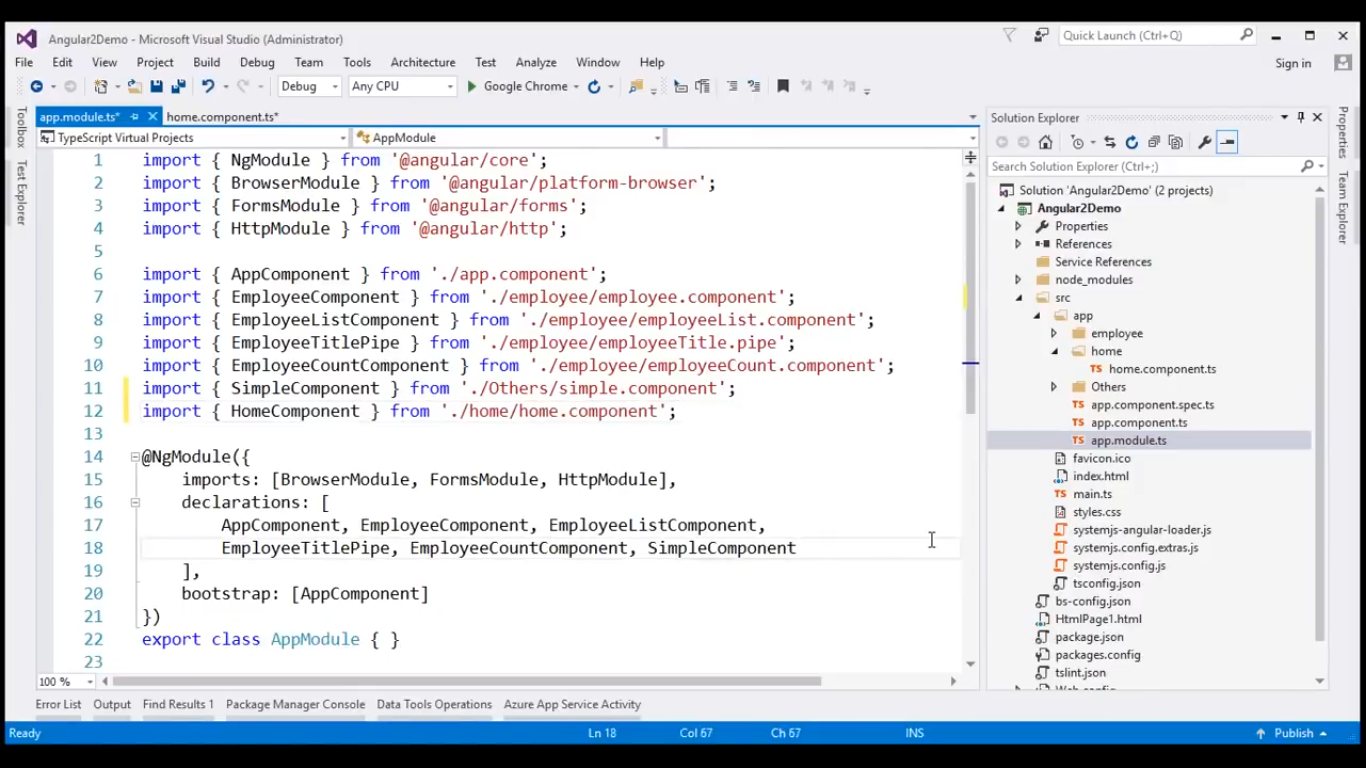 Angular2Demo - Microsoft Visual Studio (Administrator)
Quick Launch (Ctrl+Q)
File Edit View Project Build Debug Team Tools Architecture Test Analyze Window Help
Sign in
Debug Any CPU Google Chrome
Toolbox
Test Explorer
app.module.ts* home.component.ts*
TypeScript Virtual Projects AppModule
1 import { NgModule } from '@angular/core';
2 import { BrowserModule } from '@angular/platform-browser';
3 import { FormsModule } from '@angular/forms';
4 import { HttpModule } from '@angular/http';
5
6 import { AppComponent } from './app.component';
7 import { EmployeeComponent } from './employee/employee.component';
8 import { EmployeeListComponent } from './employee/employeeList.component';
9 import { EmployeeTitlePipe } from './employee/employeeTitle.pipe';
10 import { EmployeeCountComponent } from './employee/employeeCount.component';
11 import { SimpleComponent } from './Others/simple.component';
12 import { HomeComponent } from './home/home.component';
13
14 @NgModule({
15 imports: [BrowserModule, FormsModule, HttpModule],
16 declarations: [
17 AppComponent, EmployeeComponent, EmployeeListComponent,
18 EmployeeTitlePipe, EmployeeCountComponent, SimpleComponent
19 ],
20 bootstrap: [AppComponent]
21 })
22 export class AppModule { }
23
100 %
Solution Explorer
Search Solution Explorer (Ctrl+;)
Solution 'Angular2Demo' (2 projects)
Angular2Demo
Properties
References
Service References
node_modules
src
app
employee
home
TS home.component.ts
Others
TS app.component.spec.ts
TS app.component.ts
TS app.module.ts
favicon.ico
index.html
TS main.ts
styles.css
systemjs-angular-loader.js
systemjs.config.extras.js
systemjs.config.js
tsconfig.json
bs-config.json
HtmlPage1.html
package.json
packages.config
tslint.json
Web.config
Properties
Team Explorer
Error List Output Find Results 1 Package Manager Console Data Tools Operations Azure App Service Activity
Ready Ln 18 Col 67 Ch 67 INS Publish